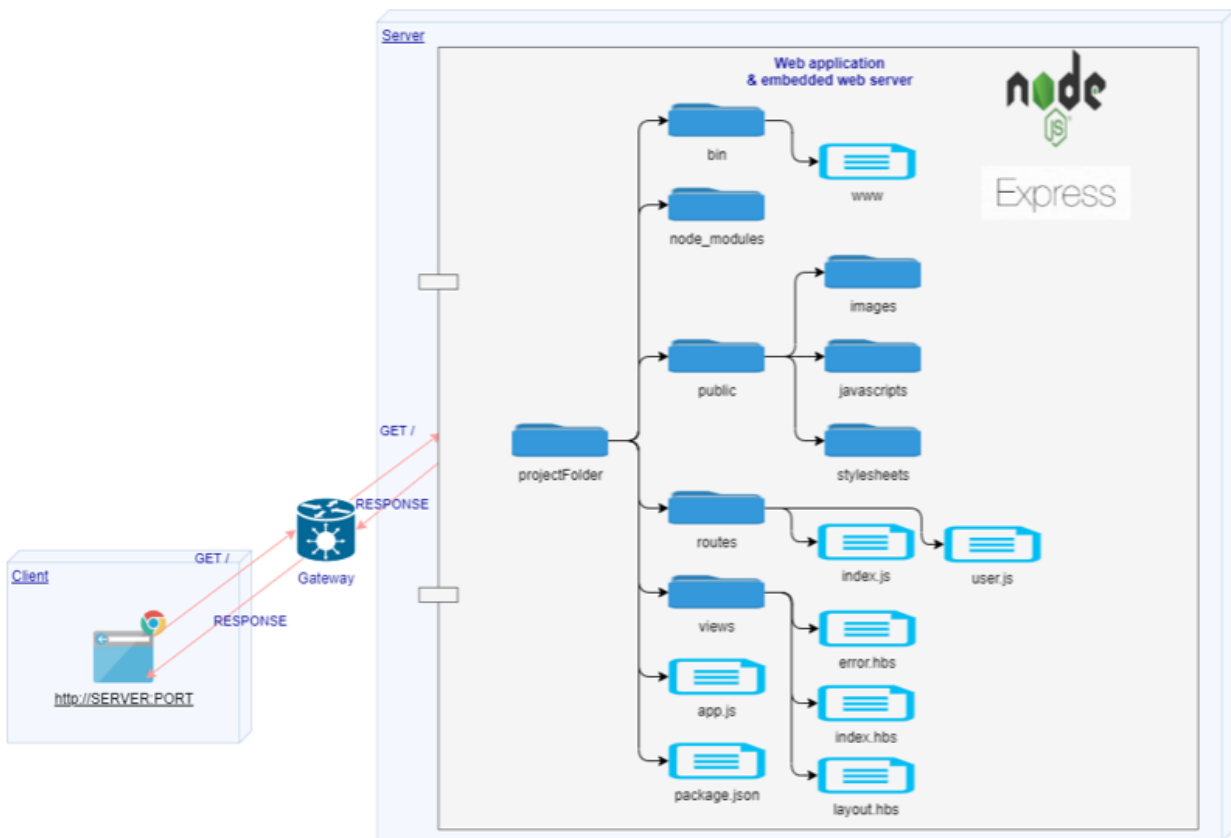 Server
Web application
& embedded web server
node
JS
Express
bin
www
node_modules
images
public
javascripts
GET /
projectFolder
stylesheets
RESPONSE
routes
index.js
user.js
GET /
Gateway
Client
RESPONSE
views
error.hbs
http://SERVER:PORT
app.js
index.hbs
package.json
layout.hbs